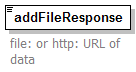 addFileResponse
file: or http: URL of
data